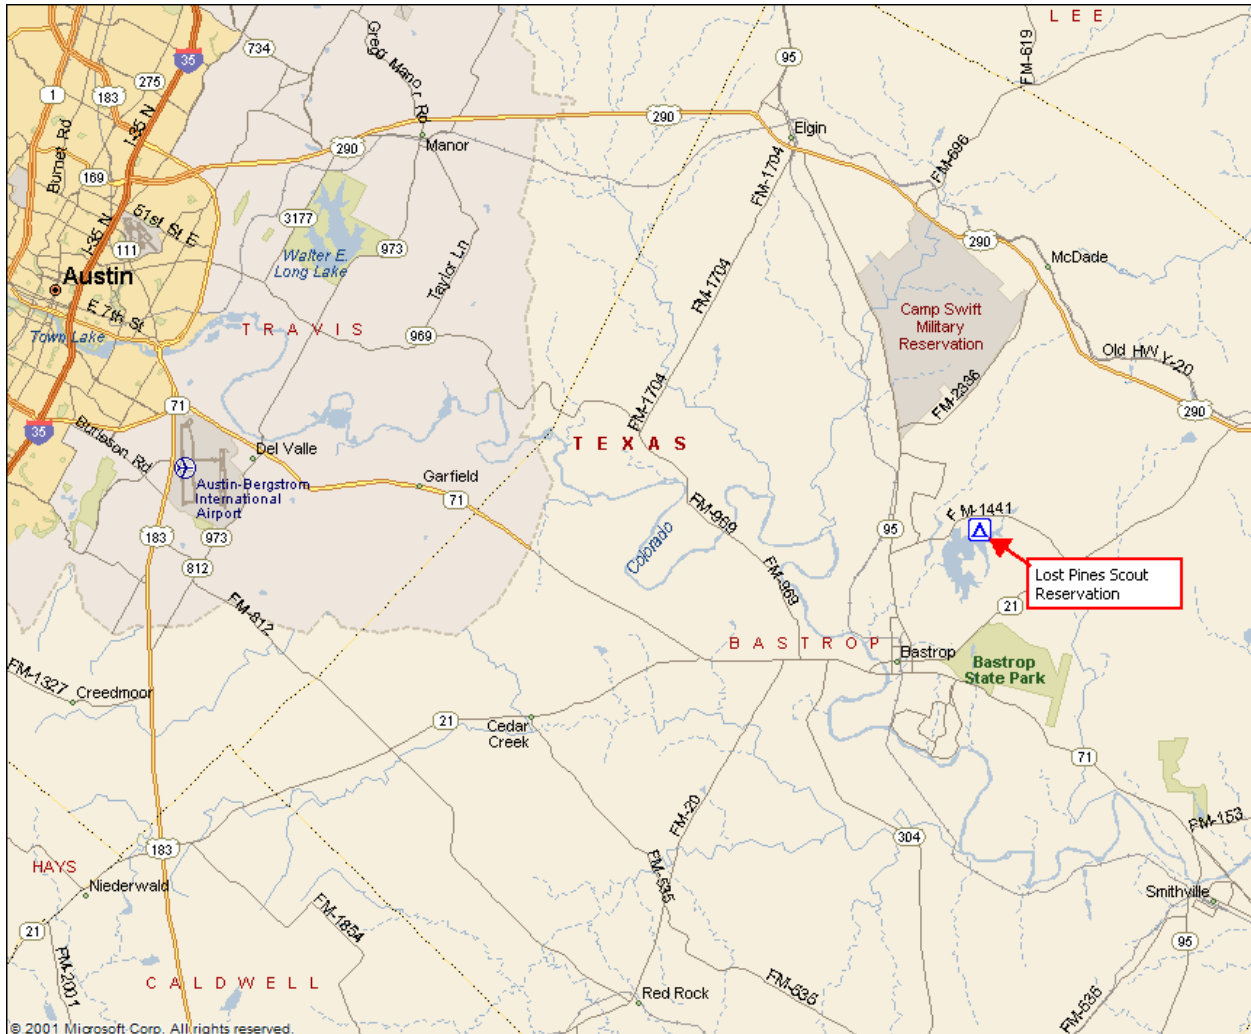 LEE
734
35
Gregg Manor Rd
95
FM-619
275
1
183
I-35 N
Burnet Rd
290
290
Manor
Elgin
FM-696
169
FM-1704
51st St E
3177
111
I-35 N
973
290
McDade
Walter E.
Long Lake
Taylor Ln
Austin
FM-1704
E 7th St
Camp Swift
Military
Reservation
TRAVIS
Town Lake
969
Old HWY-20
FM-1704
FM-2336
71
290
35
Burleson Rd
TEXAS
Del Valle
Austin-Bergstrom
International
Airport
Garfield
71
FM-969
FM-1441
183
973
95
Colorado
812
FM-969
Lost Pines Scout
Reservation
21
FM-812
BASTROP
Bastrop
Bastrop
State Park
FM-1327
Creedmoor
21
Cedar
Creek
71
FM-20
304
FM-153
183
HAYS
Niederwald
FM-535
Smithville
21
FM-1854
95
FM-2001
CALDWELL
Red Rock
FM-535
FM-535
© 2001 Microsoft Corp. All rights reserved.